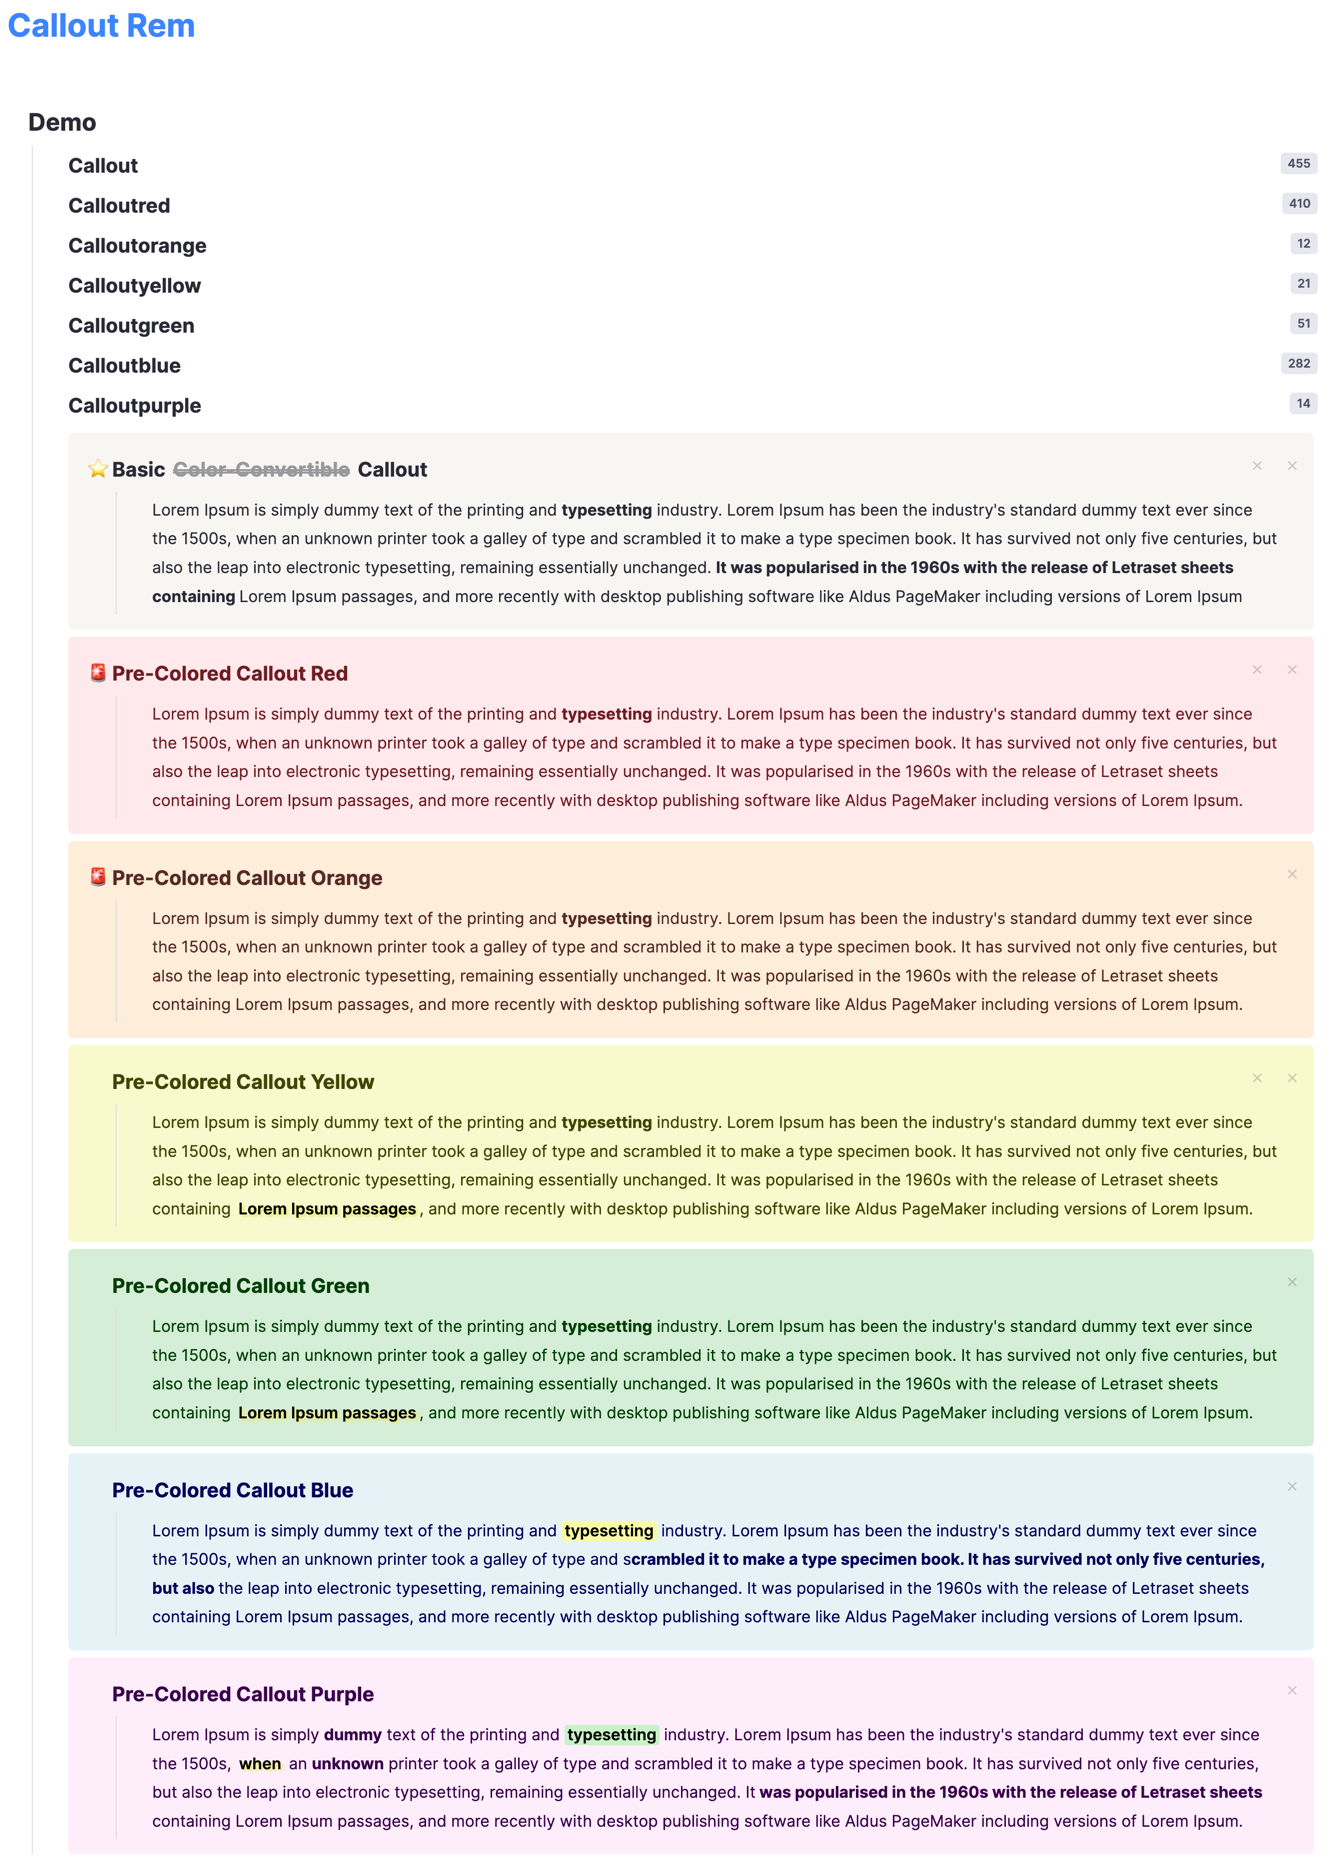 Callout Rem
Demo
Callout 455
Calloutred 410
Calloutorange 12
Calloutyellow 21
Calloutgreen 51
Calloutblue 282
Calloutpurple 14
⭐ Basic Color-Convertible Callout × ×
Lorem Ipsum is simply dummy text of the printing and typesetting industry. Lorem Ipsum has been the industry's standard dummy text ever since
the 1500s, when an unknown printer took a galley of type and scrambled it to make a type specimen book. It has survived not only five centuries, but
also the leap into electronic typesetting, remaining essentially unchanged. It was popularised in the 1960s with the release of Letraset sheets
containing Lorem Ipsum passages, and more recently with desktop publishing software like Aldus PageMaker including versions of Lorem Ipsum
🚨 Pre-Colored Callout Red × ×
Lorem Ipsum is simply dummy text of the printing and typesetting industry. Lorem Ipsum has been the industry's standard dummy text ever since
the 1500s, when an unknown printer took a galley of type and scrambled it to make a type specimen book. It has survived not only five centuries, but
also the leap into electronic typesetting, remaining essentially unchanged. It was popularised in the 1960s with the release of Letraset sheets
containing Lorem Ipsum passages, and more recently with desktop publishing software like Aldus PageMaker including versions of Lorem Ipsum.
🚨 Pre-Colored Callout Orange ×
Lorem Ipsum is simply dummy text of the printing and typesetting industry. Lorem Ipsum has been the industry's standard dummy text ever since
the 1500s, when an unknown printer took a galley of type and scrambled it to make a type specimen book. It has survived not only five centuries, but
also the leap into electronic typesetting, remaining essentially unchanged. It was popularised in the 1960s with the release of Letraset sheets
containing Lorem Ipsum passages, and more recently with desktop publishing software like Aldus PageMaker including versions of Lorem Ipsum.
Pre-Colored Callout Yellow × ×
Lorem Ipsum is simply dummy text of the printing and typesetting industry. Lorem Ipsum has been the industry's standard dummy text ever since
the 1500s, when an unknown printer took a galley of type and scrambled it to make a type specimen book. It has survived not only five centuries, but
also the leap into electronic typesetting, remaining essentially unchanged. It was popularised in the 1960s with the release of Letraset sheets
containing Lorem Ipsum passages , and more recently with desktop publishing software like Aldus PageMaker including versions of Lorem Ipsum.
Pre-Colored Callout Green ×
Lorem Ipsum is simply dummy text of the printing and typesetting industry. Lorem Ipsum has been the industry's standard dummy text ever since
the 1500s, when an unknown printer took a galley of type and scrambled it to make a type specimen book. It has survived not only five centuries, but
also the leap into electronic typesetting, remaining essentially unchanged. It was popularised in the 1960s with the release of Letraset sheets
containing Lorem Ipsum passages , and more recently with desktop publishing software like Aldus PageMaker including versions of Lorem Ipsum.
Pre-Colored Callout Blue ×
Lorem Ipsum is simply dummy text of the printing and typesetting industry. Lorem Ipsum has been the industry's standard dummy text ever since
the 1500s, when an unknown printer took a galley of type and scrambled it to make a type specimen book. It has survived not only five centuries,
but also the leap into electronic typesetting, remaining essentially unchanged. It was popularised in the 1960s with the release of Letraset sheets
containing Lorem Ipsum passages, and more recently with desktop publishing software like Aldus PageMaker including versions of Lorem Ipsum.
Pre-Colored Callout Purple ×
Lorem Ipsum is simply dummy text of the printing and typesetting industry. Lorem Ipsum has been the industry's standard dummy text ever since
the 1500s, when an unknown printer took a galley of type and scrambled it to make a type specimen book. It has survived not only five centuries,
but also the leap into electronic typesetting, remaining essentially unchanged. It was popularised in the 1960s with the release of Letraset sheets
containing Lorem Ipsum passages, and more recently with desktop publishing software like Aldus PageMaker including versions of Lorem Ipsum.